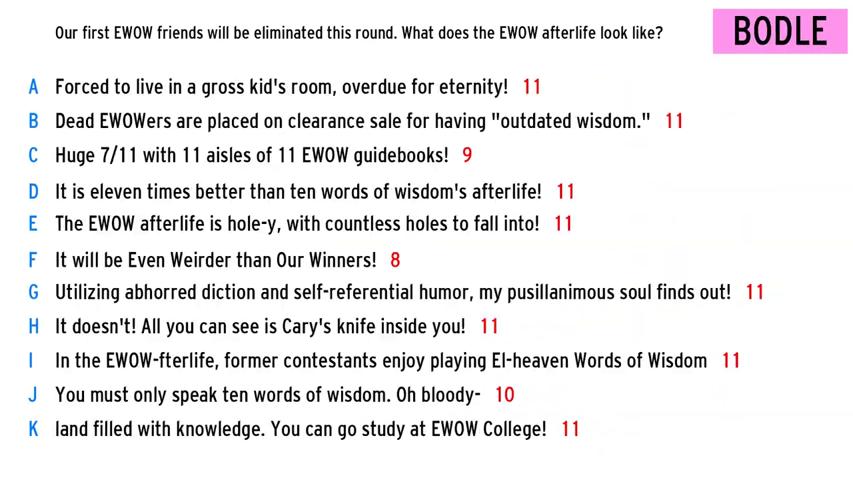 Our first EWOW friends will be eliminated this round. What does the EWOW afterlife look like?
BODLE
A Forced to live in a gross kid's room, overdue for eternity! 11
B Dead EWOWers are placed on clearance sale for having "outdated wisdom." 11
C Huge 7/11 with 11 aisles of 11 EWOW guidebooks! 9
D It is eleven times better than ten words of wisdom's afterlife! 11
E The EWOW afterlife is hole-y, with countless holes to fall into! 11
F It will be Even Weirder than Our Winners! 8
G Utilizing abhorred diction and self-referential humor, my pusillanimous soul finds out! 11
H It doesn't! All you can see is Cary's knife inside you! 11
I In the EWOW-fterlife, former contestants enjoy playing El-heaven Words of Wisdom 11
J You must only speak ten words of wisdom. Oh bloody- 10
K land filled with knowledge. You can go study at EWOW College! 11